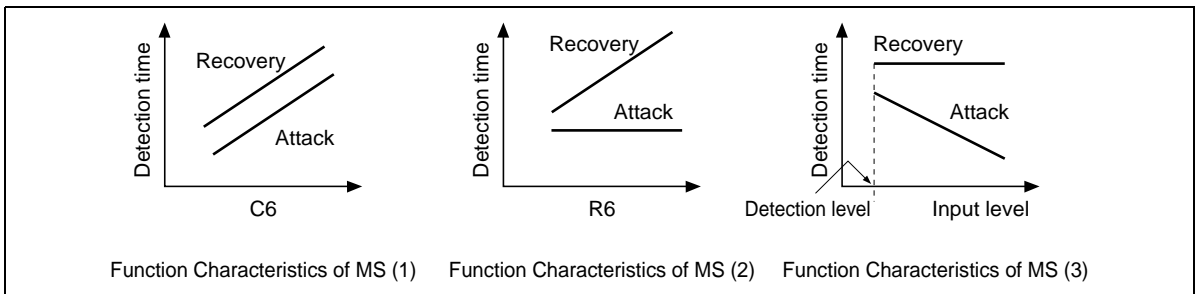 Detection time
Recovery
Attack
C6
Function Characteristics of MS (1)
Detection time
Recovery
Attack
R6
Function Characteristics of MS (2)
Detection time
Recovery
Attack
Detection level
Input level
Function Characteristics of MS (3)